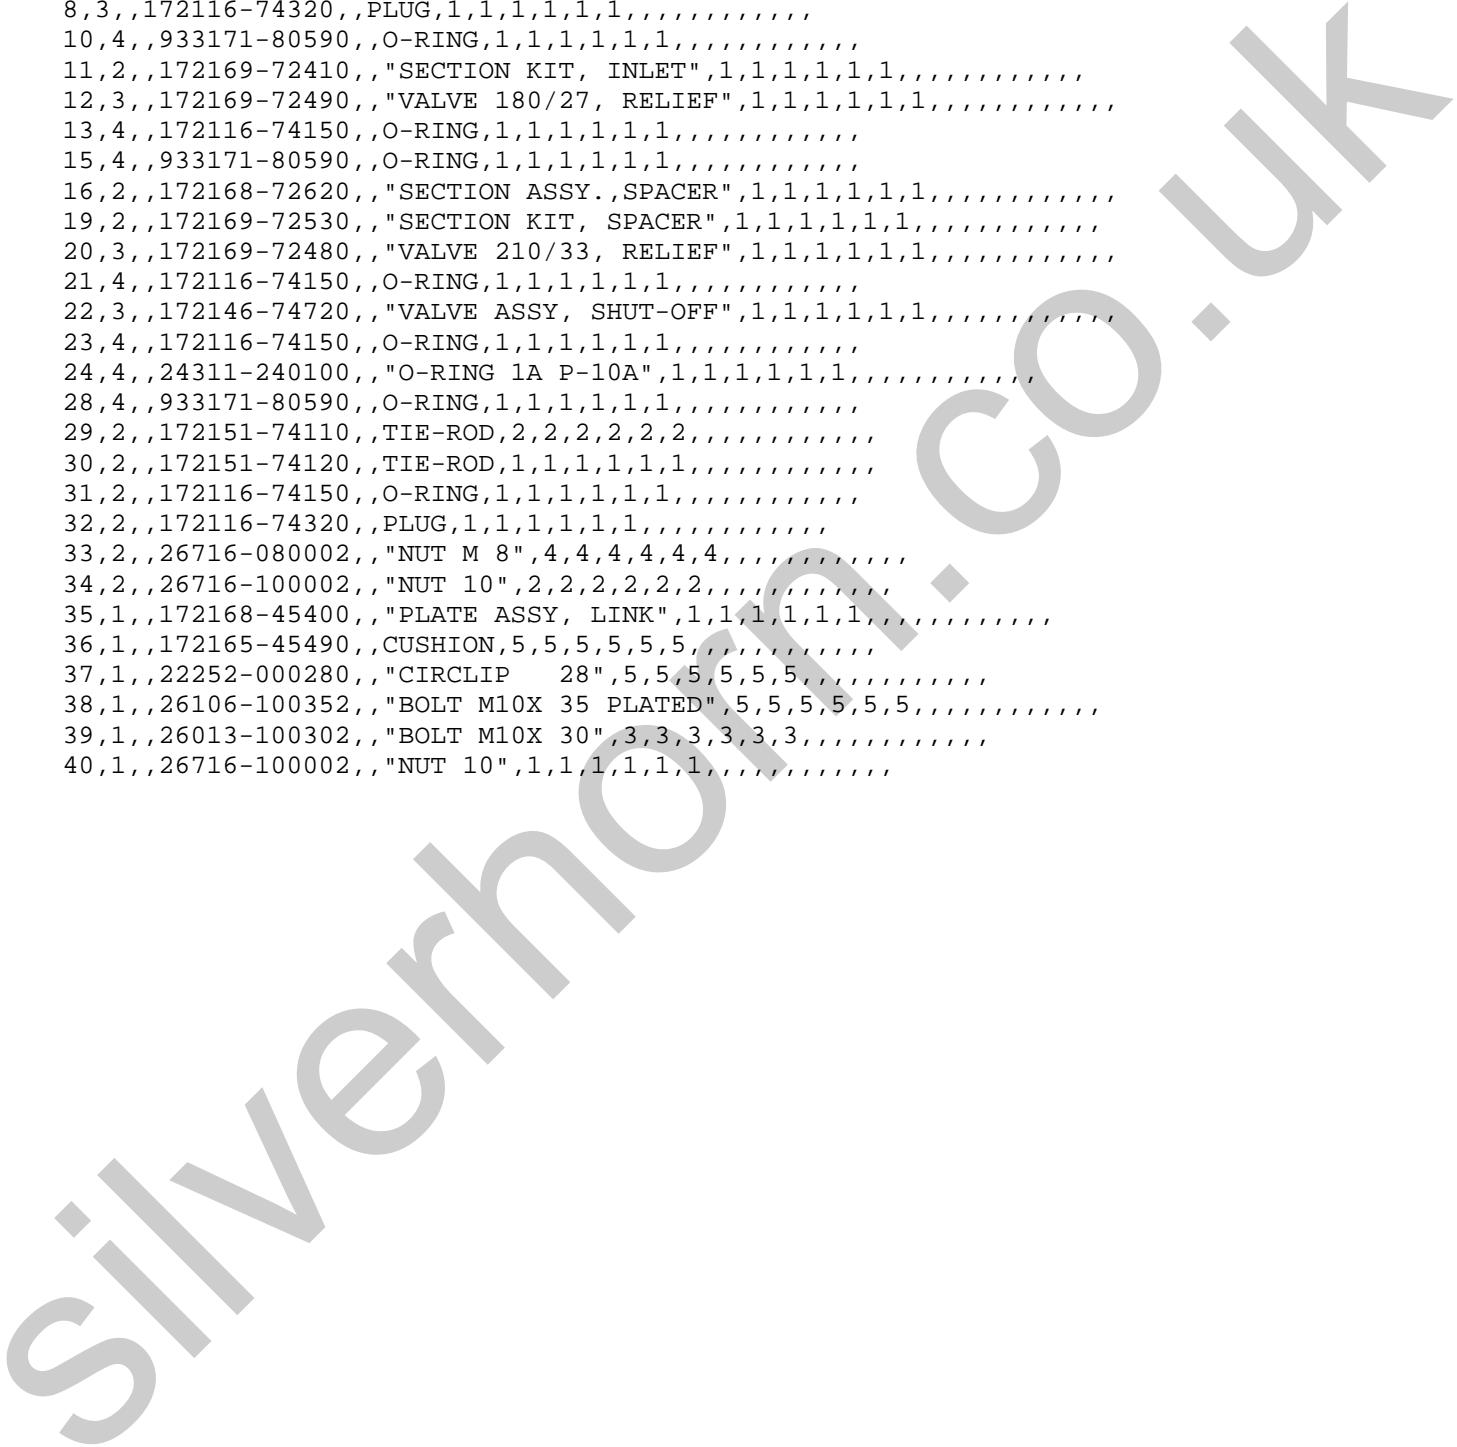 8,3,,172116-74320,,PLUG,1,1,1,1,1,1,,,,,,,,,,,,
10,4,,933171-80590,,O-RING,1,1,1,1,1,1,,,,,,,,,,,,
11,2,,172169-72410,,"SECTION KIT, INLET",1,1,1,1,1,1,,,,,,,,,,,,
12,3,,172169-72490,,"VALVE 180/27, RELIEF",1,1,1,1,1,1,,,,,,,,,,,,
13,4,,172116-74150,,O-RING,1,1,1,1,1,1,,,,,,,,,,,,
15,4,,933171-80590,,O-RING,1,1,1,1,1,1,,,,,,,,,,,,
16,2,,172168-72620,,"SECTION ASSY.,SPACER",1,1,1,1,1,1,,,,,,,,,,,,
19,2,,172169-72530,,"SECTION KIT, SPACER",1,1,1,1,1,1,,,,,,,,,,,,
20,3,,172169-72480,,"VALVE 210/33, RELIEF",1,1,1,1,1,1,,,,,,,,,,,,
21,4,,172116-74150,,O-RING,1,1,1,1,1,1,,,,,,,,,,,,
22,3,,172146-74720,,"VALVE ASSY, SHUT-OFF",1,1,1,1,1,1,,,,,,,,,,,,
23,4,,172116-74150,,O-RING,1,1,1,1,1,1,,,,,,,,,,,,
24,4,,24311-240100,,"O-RING 1A P-10A",1,1,1,1,1,1,,,,,,,,,,,,
28,4,,933171-80590,,O-RING,1,1,1,1,1,1,,,,,,,,,,,,
29,2,,172151-74110,,TIE-ROD,2,2,2,2,2,2,,,,,,,,,,,,
30,2,,172151-74120,,TIE-ROD,1,1,1,1,1,1,,,,,,,,,,,,
31,2,,172116-74150,,O-RING,1,1,1,1,1,1,,,,,,,,,,,,
32,2,,172116-74320,,PLUG,1,1,1,1,1,1,,,,,,,,,,,,
33,2,,26716-080002,,"NUT M 8",4,4,4,4,4,4,,,,,,,,,,,,
34,2,,26716-100002,,"NUT 10",2,2,2,2,2,2,,,,,,,,,,,,
35,1,,172168-45400,,"PLATE ASSY, LINK",1,1,1,1,1,1,,,,,,,,,,,,
36,1,,172165-45490,,CUSHION,5,5,5,5,5,5,,,,,,,,,,,,
37,1,,22252-000280,,"CIRCLIP   28",5,5,5,5,5,5,,,,,,,,,,,,
38,1,,26106-100352,,"BOLT M10X 35 PLATED",5,5,5,5,5,5,,,,,,,,,,,,
39,1,,26013-100302,,"BOLT M10X 30",3,3,3,3,3,3,,,,,,,,,,,,
40,1,,26716-100002,,"NUT 10",1,1,1,1,1,1,,,,,,,,,,,,
silverhorn.co.uk